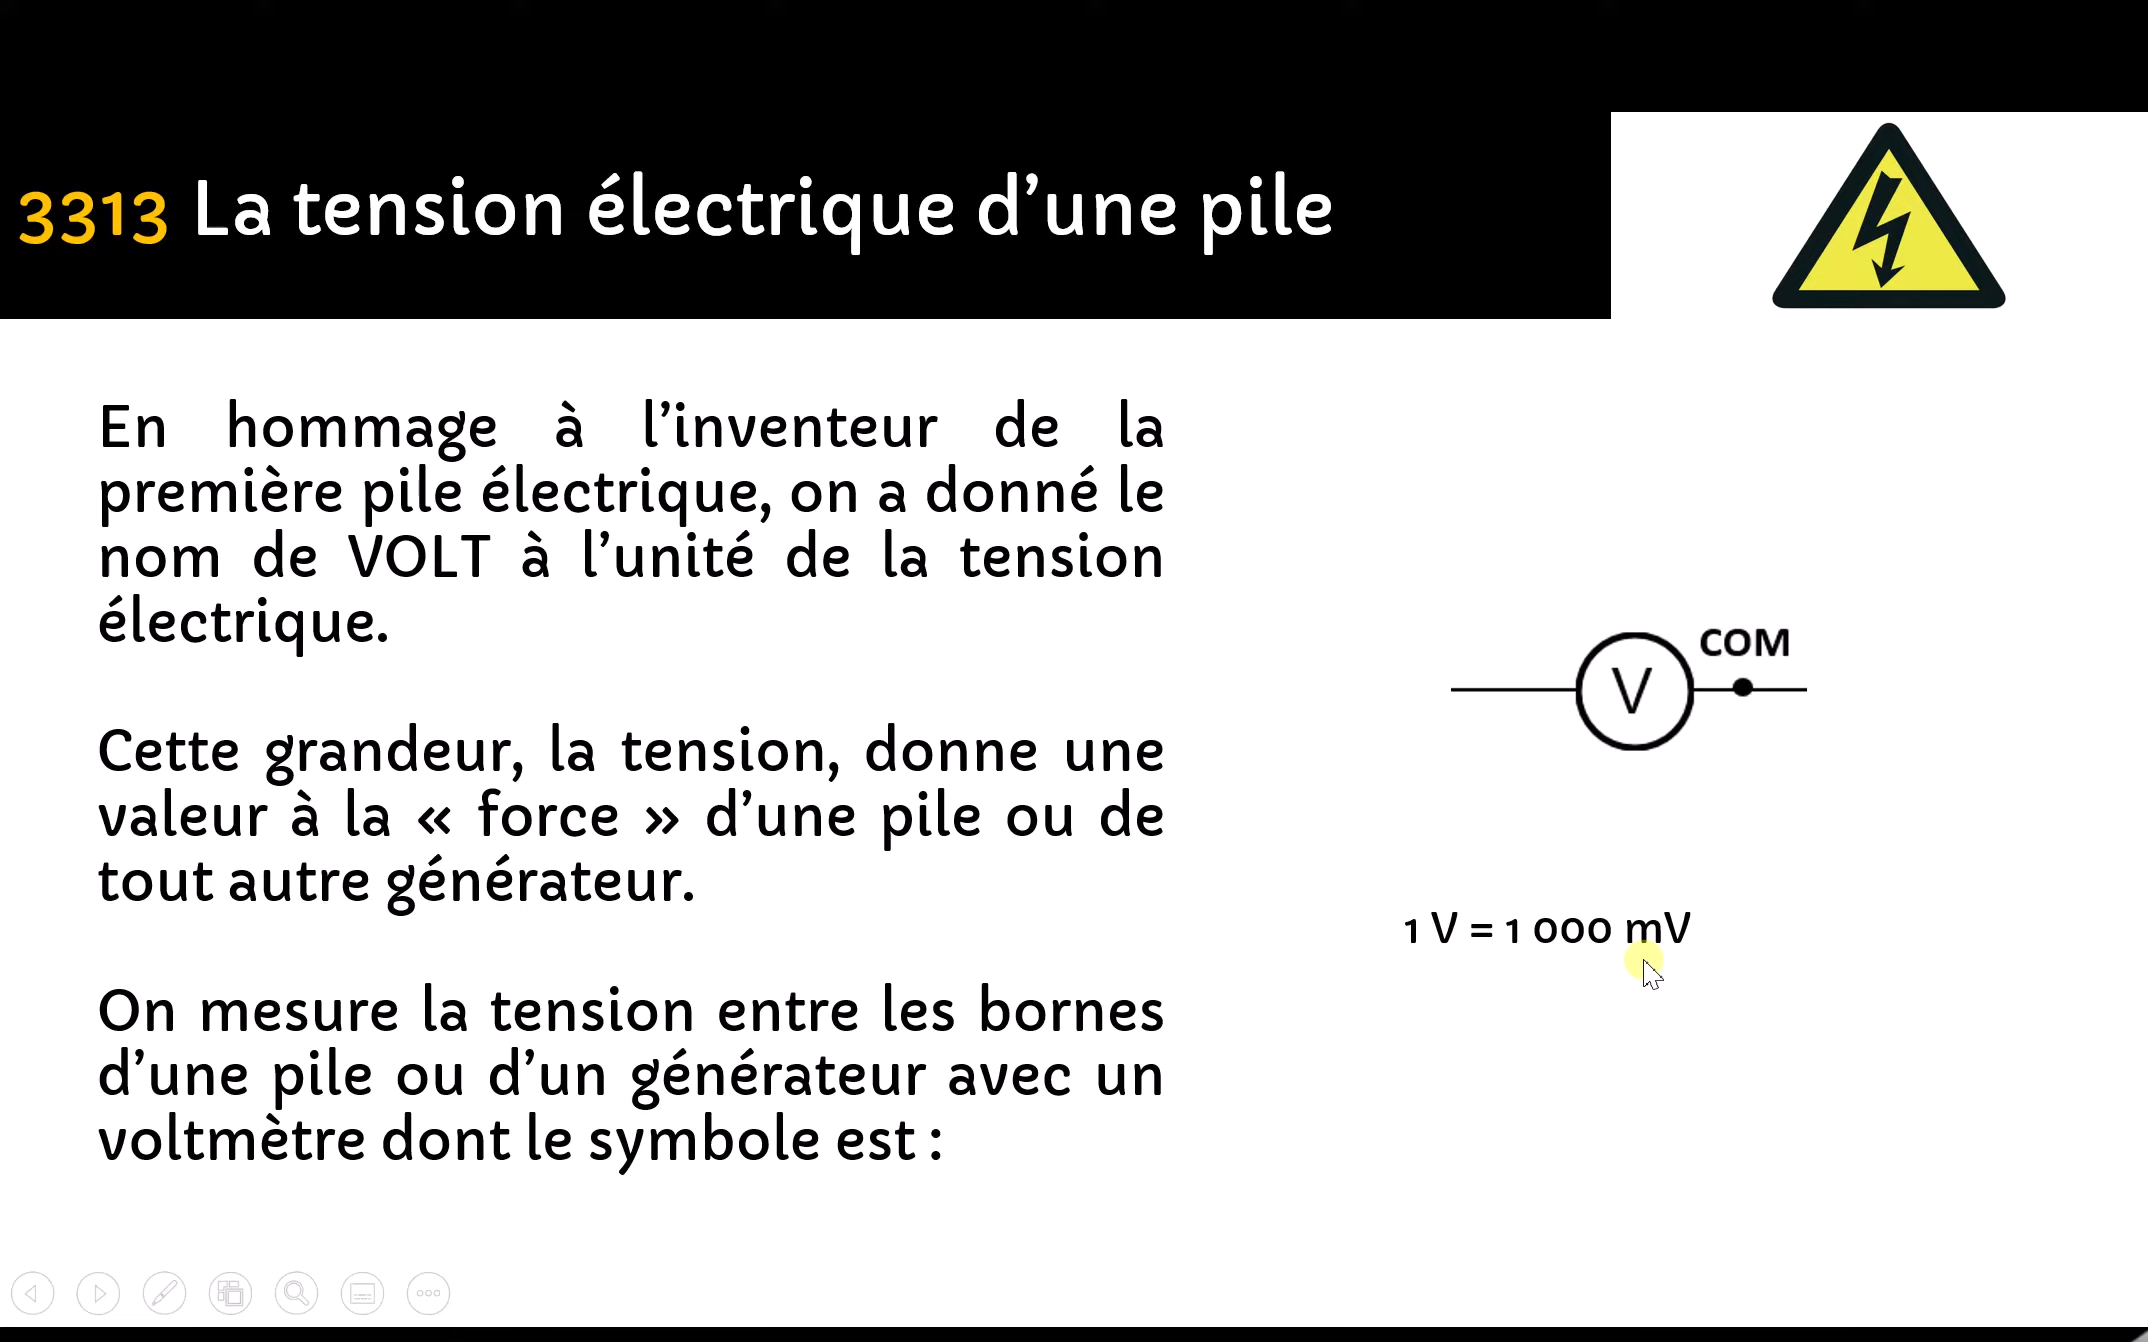 3313 La tension électrique d’une pile
En hommage à l’inventeur de la
première pile électrique, on a donné le
nom de VOLT à l’unité de la tension
électrique.
Cette grandeur, la tension, donne une
valeur à la « force » d’une pile ou de
tout autre générateur.
On mesure la tension entre les bornes
d’une pile ou d’un générateur avec un
voltmètre dont le symbole est :
COM
V
1 V = 1 000 mV